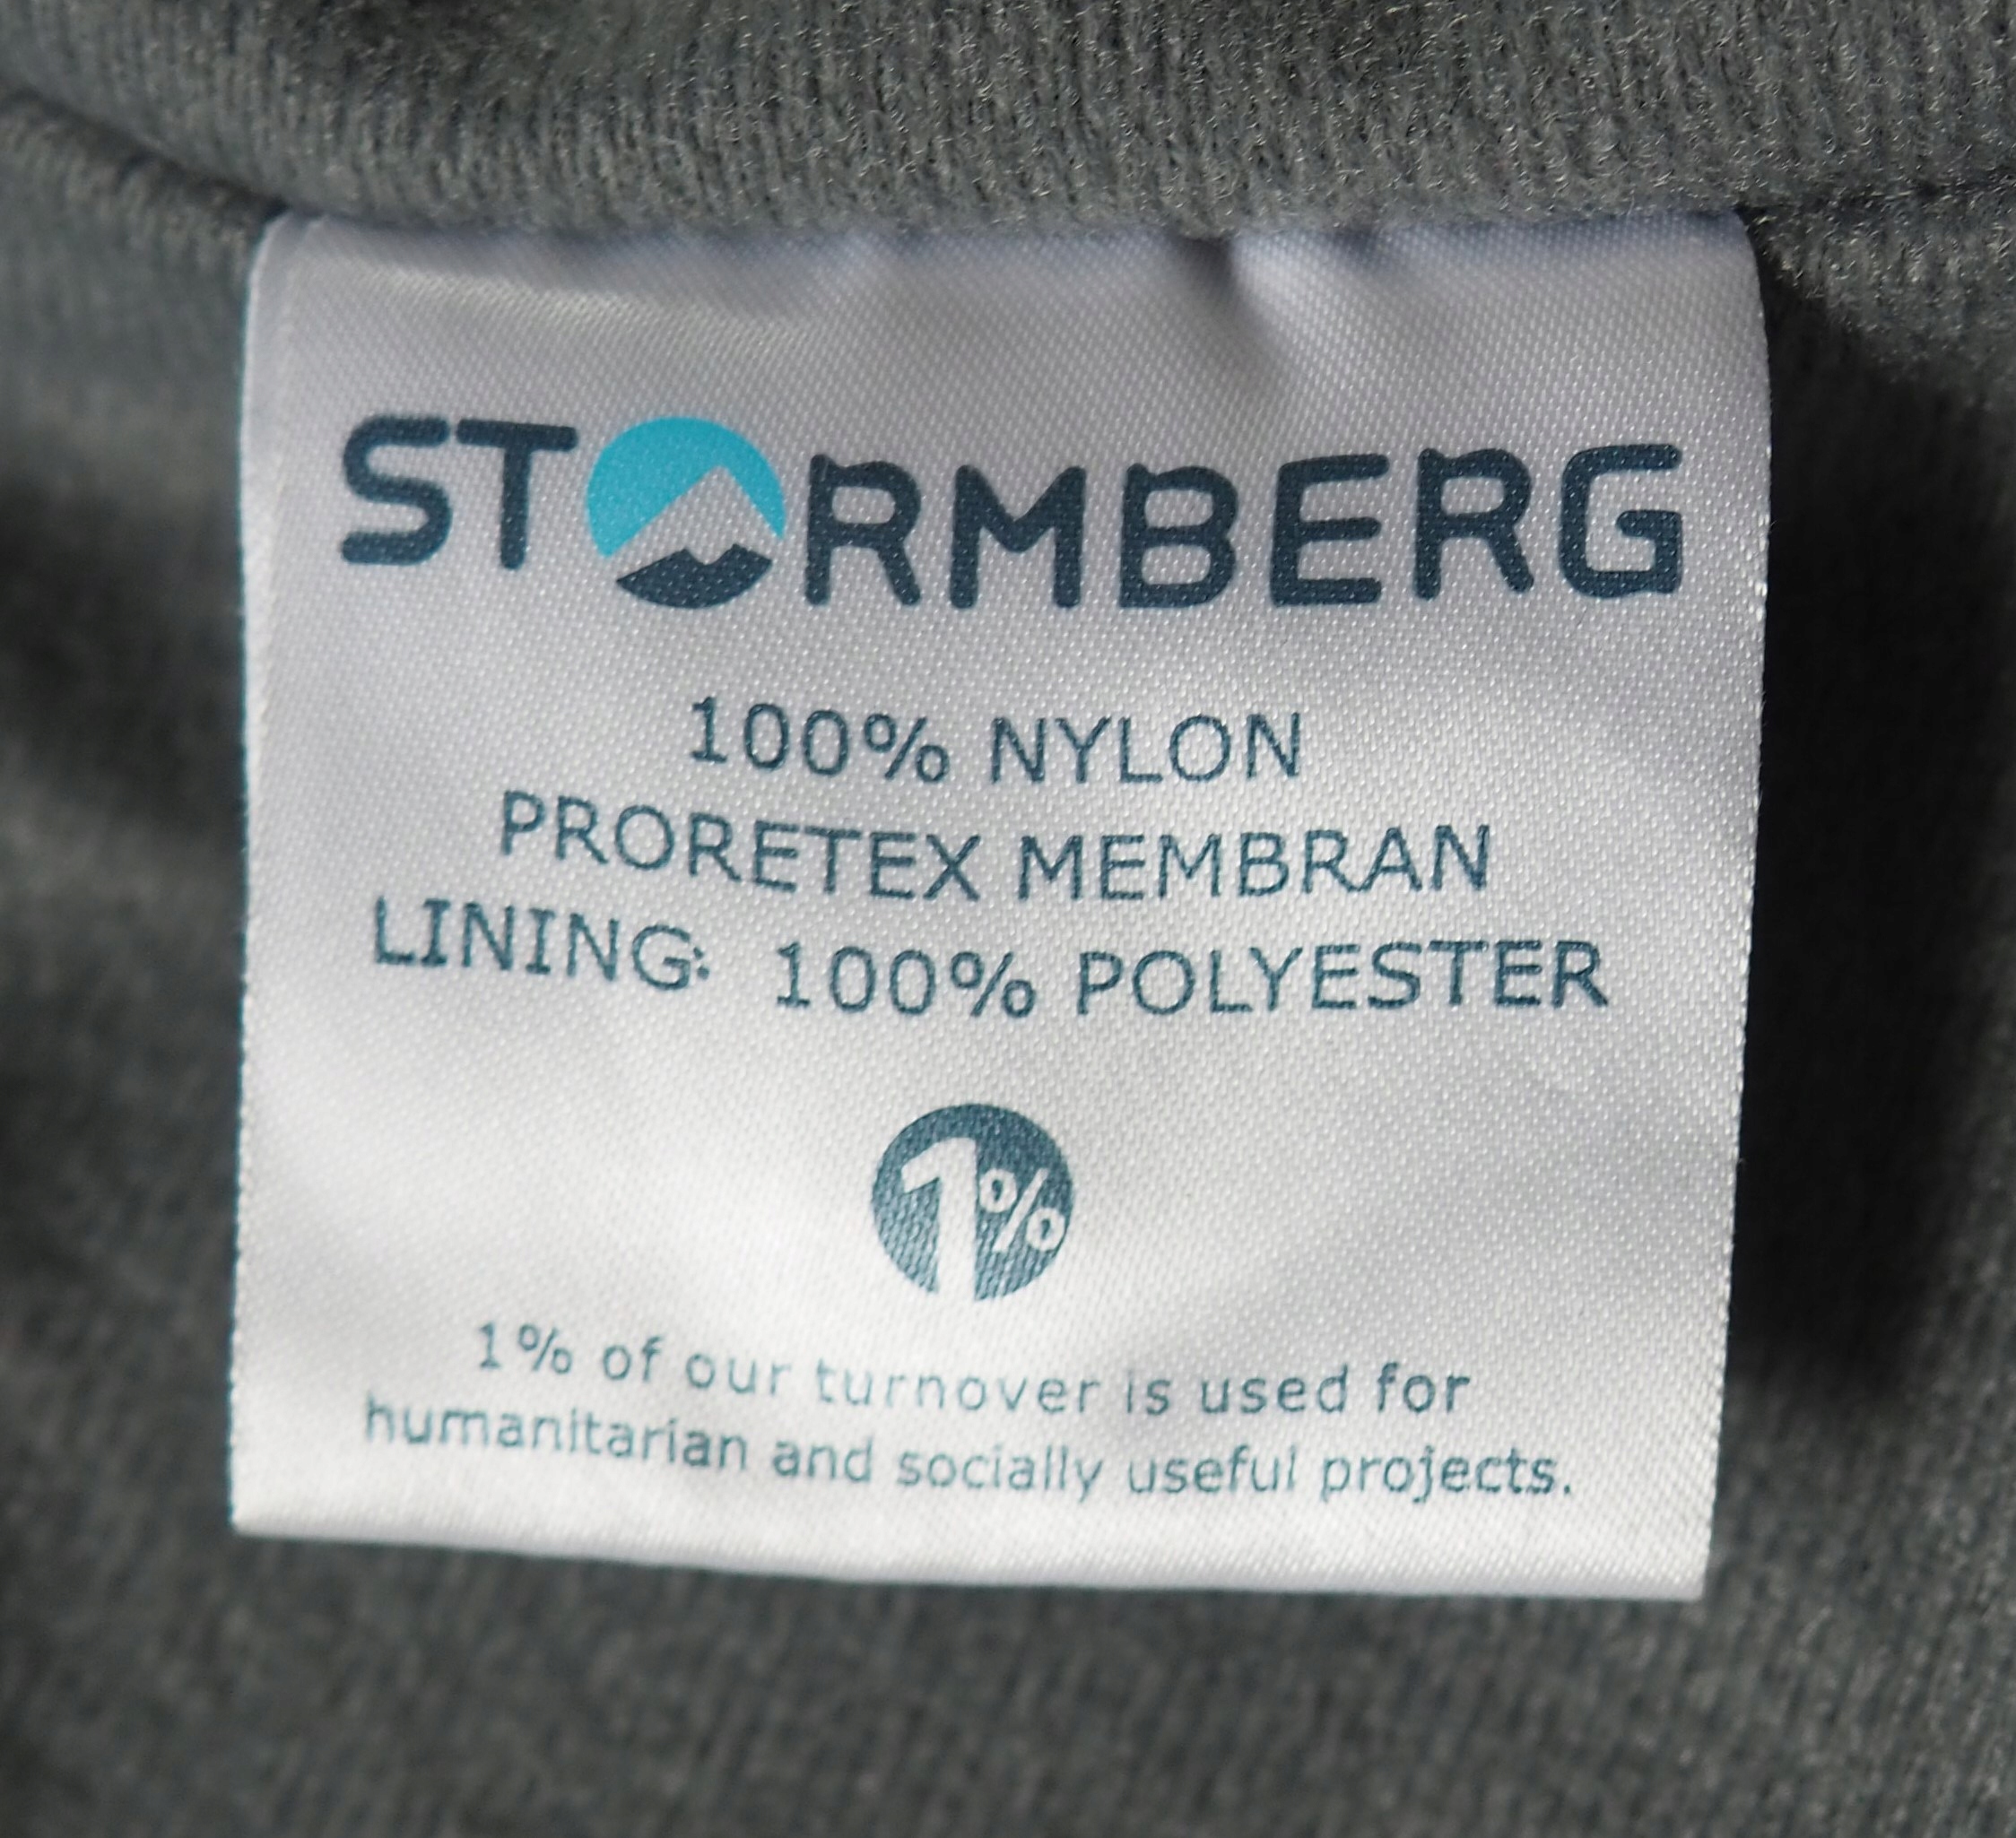 STORMBERG
100% NYLON
PRORETEX MEMBRAN
LINING: 100% POLYESTER
1%
1% of our turnover is used for
humanitarian and socially useful projects.